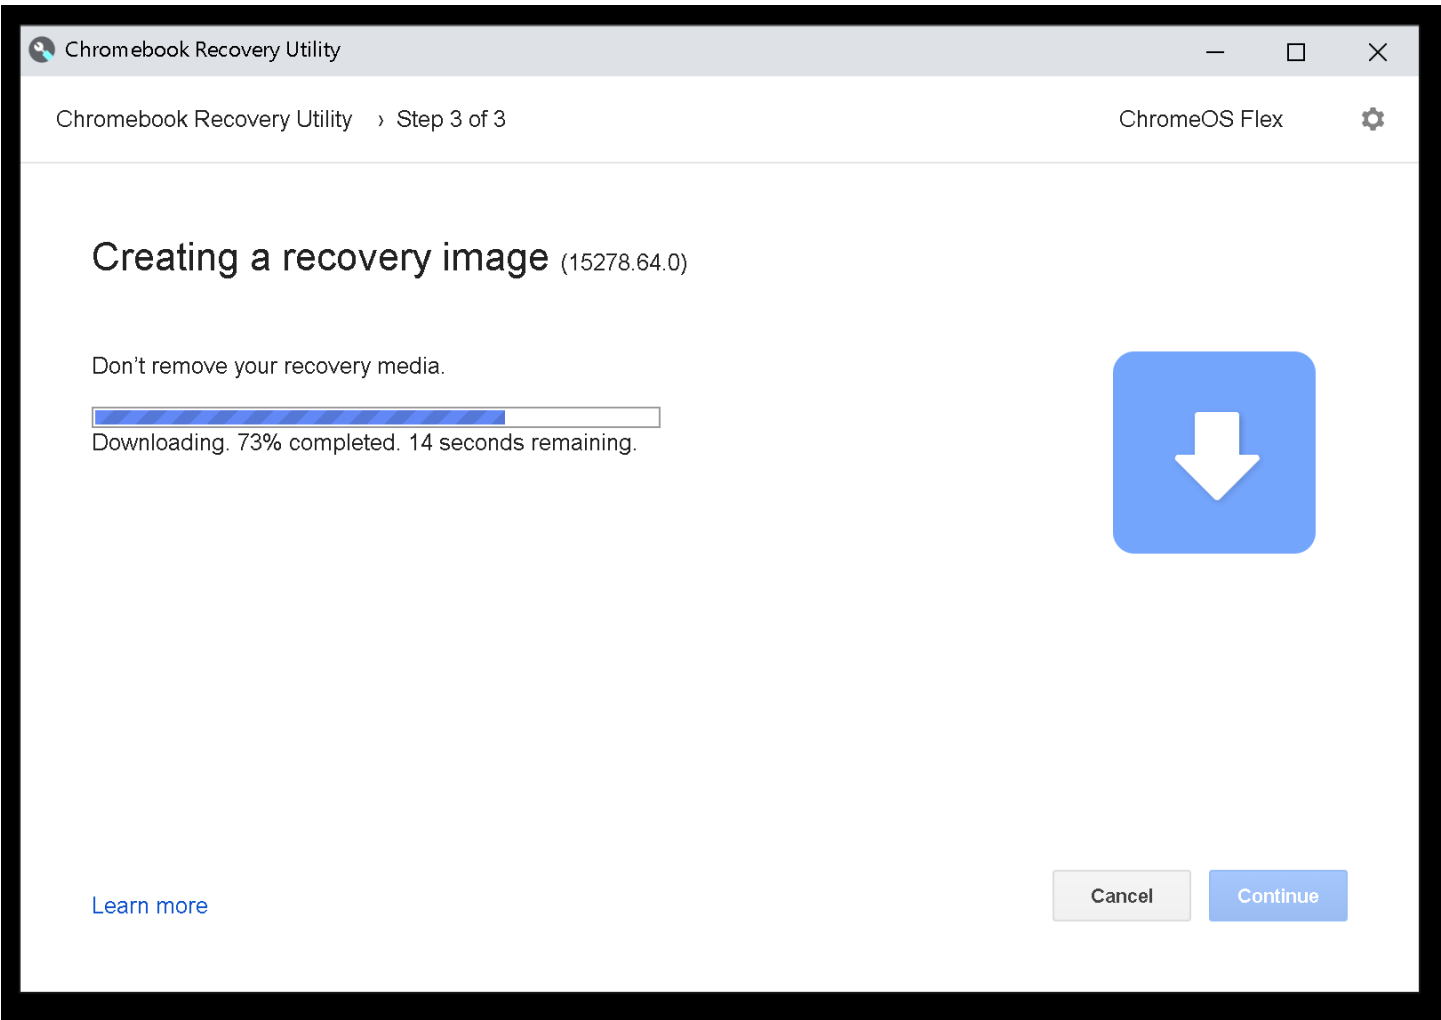 Chromebook Recovery Utility
Chromebook Recovery Utility › Step 3 of 3 ChromeOS Flex
Creating a recovery image (15278.64.0)
Don’t remove your recovery media.
Downloading. 73% completed. 14 seconds remaining.
Learn more Cancel Continue